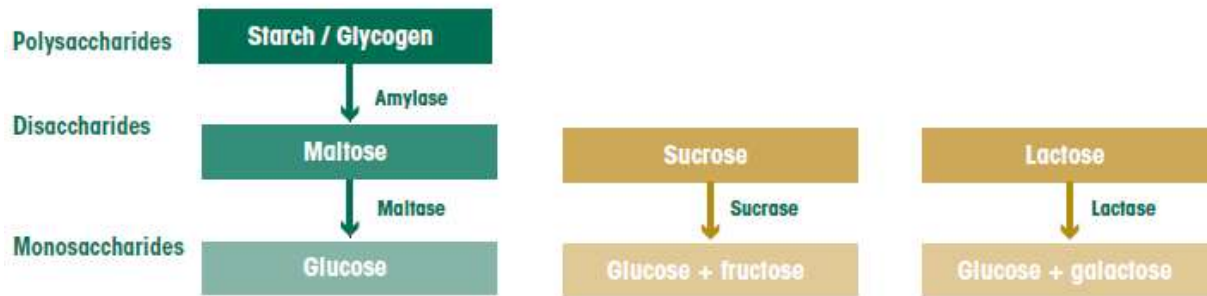 Polysaccharides
Starch / Glycogen
Amylase
Disaccharides
Maltose
Sucrose
Lactose
Maltase
Sucrase
Lactase
Monosaccharides
Glucose
Glucose + fructose
Glucose + galactose